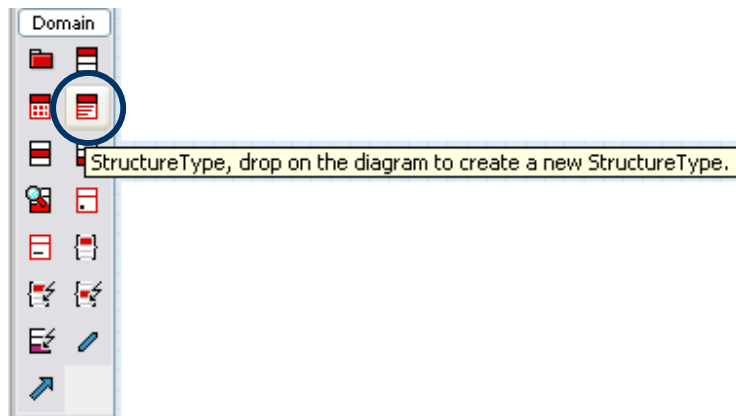 Domain
StructureType, drop on the diagram to create a new StructureType.